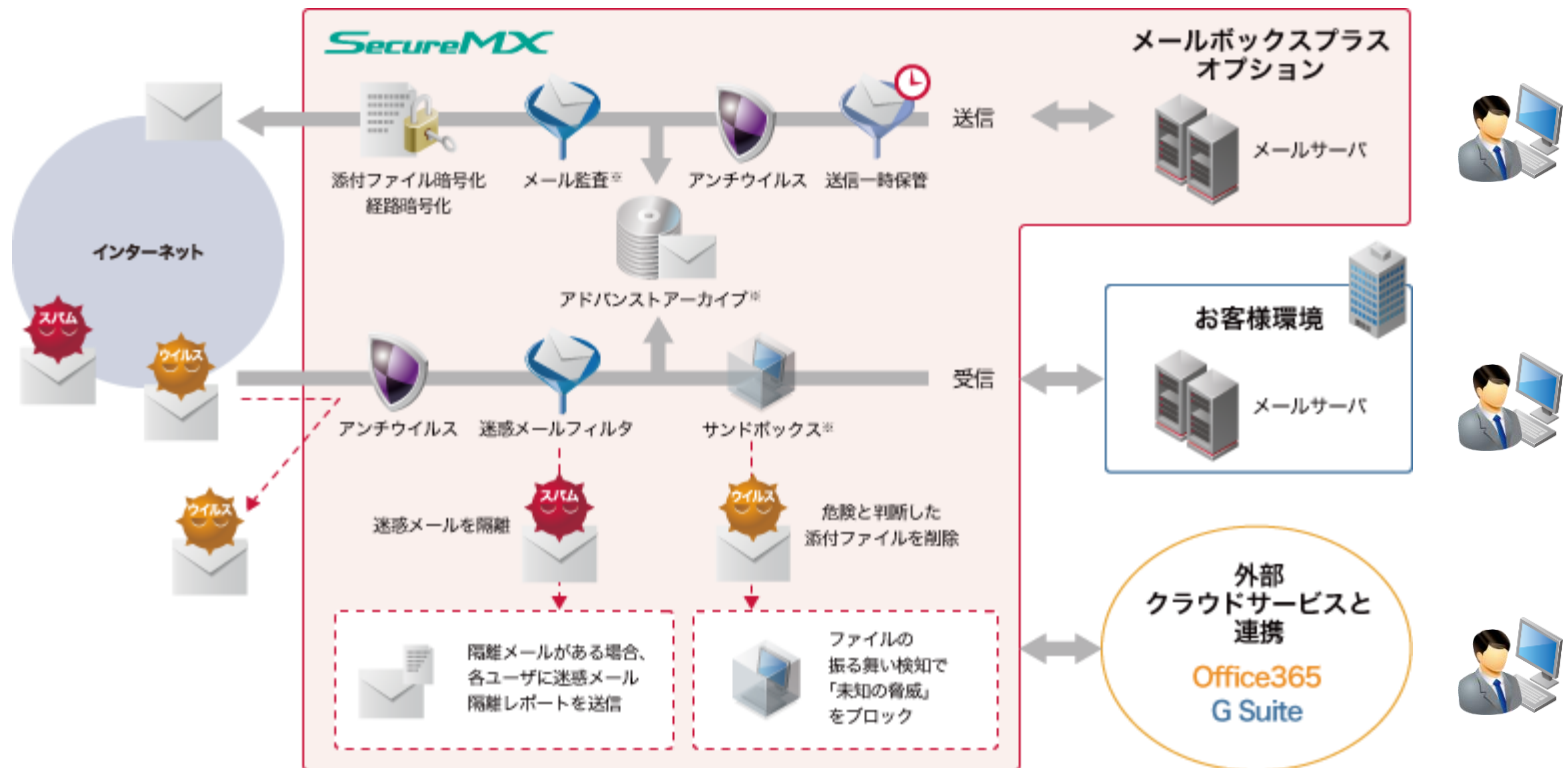 SecureMX
メールボックスプラス
オプション
送信
メールサーバ
添付ファイル暗号化
経路暗号化
メール監査※
アンチウイルス
送信一時保管
インターネット
アドバンストアーカイブ※
スパム
ウイルス
受信
アンチウイルス
迷惑メールフィルタ
サンドボックス※
お客様環境
メールサーバ
ウイルス
迷惑メールを隔離
スパム
ウイルス
危険と判断した
添付ファイルを削除
隔離メールがある場合、
各ユーザに迷惑メール
隔離レポートを送信
ファイルの
振る舞い検知で
「未知の脅威」
をブロック
外部
クラウドサービスと
連携
Office365
G Suite